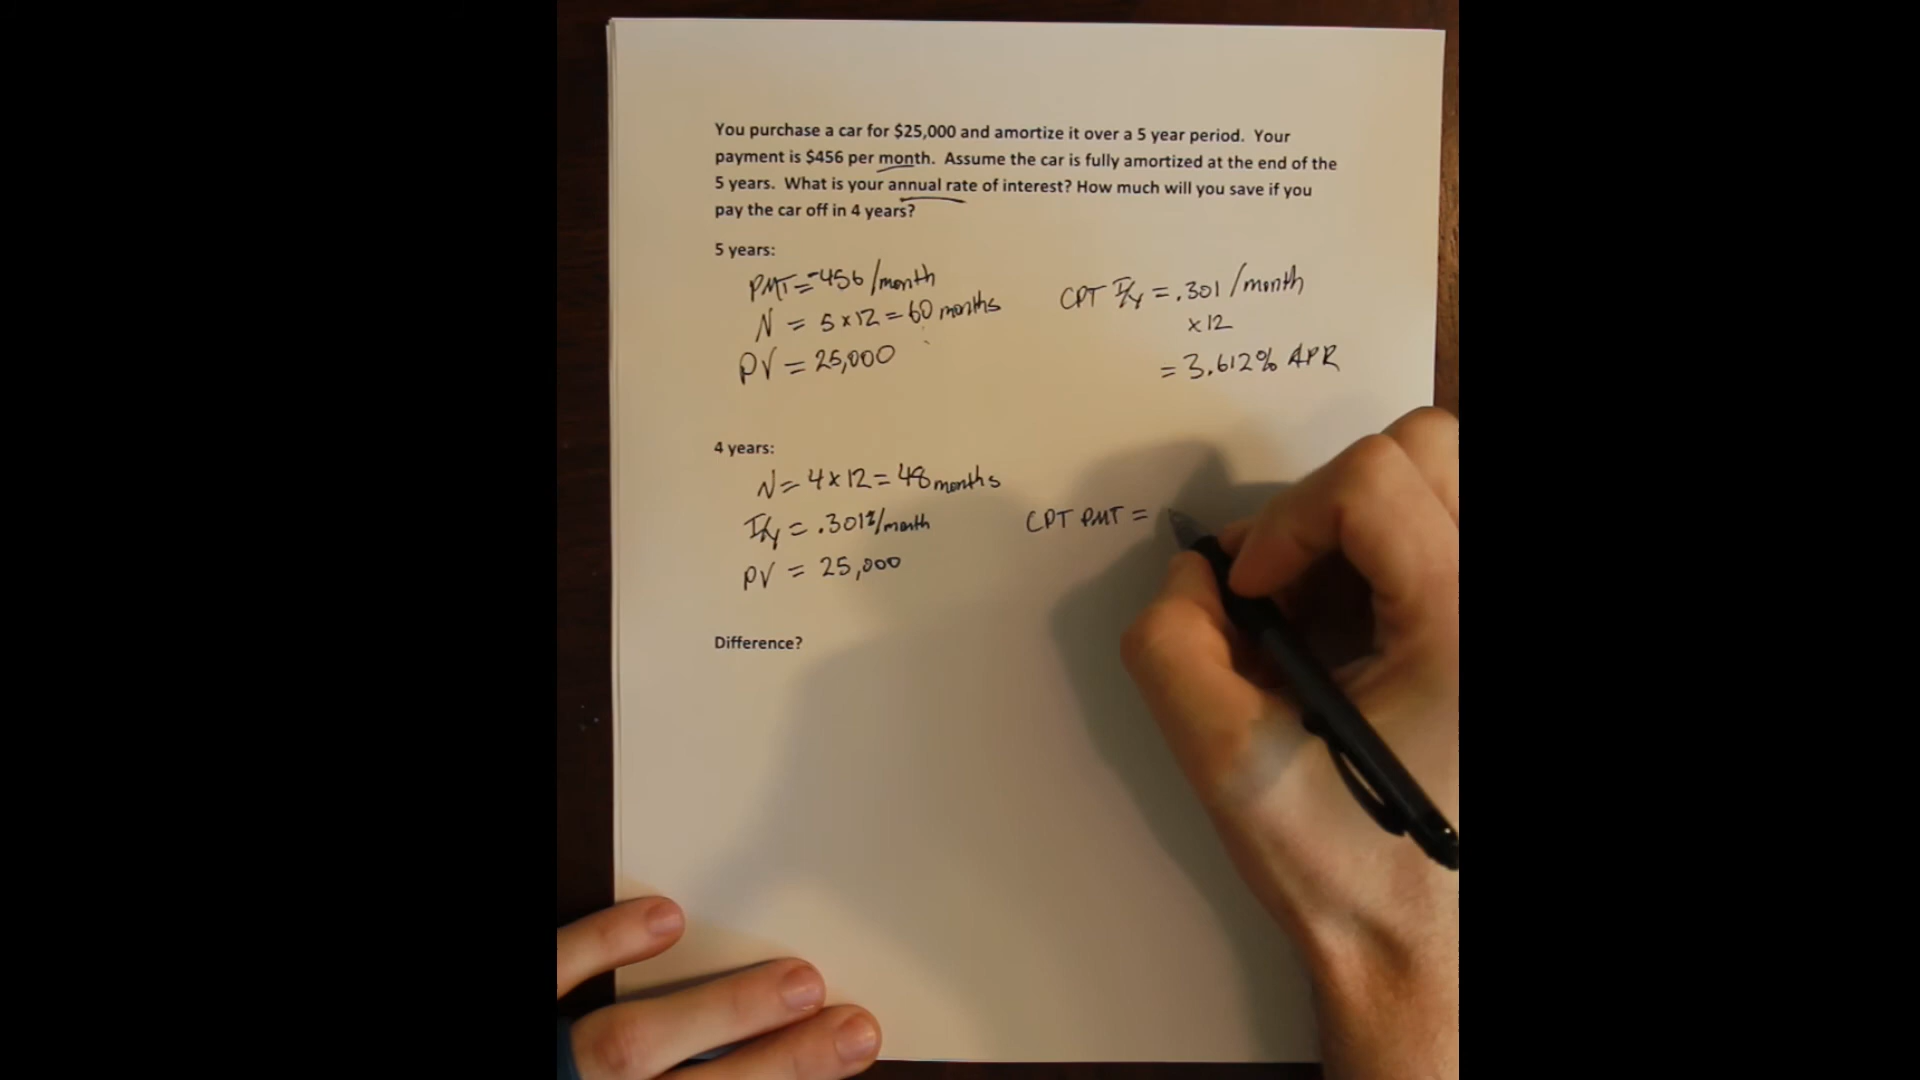 You purchase a car for $25,000 and amortize it over a 5 year period. Your
payment is $456 per month. Assume the car is fully amortized at the end of the
5 years. What is your annual rate of interest? How much will you save if you
pay the car off in 4 years?
5 years:
PMT = -456/month
N = 5 x 12 = 60 months
PV = 25,000
CPT I/y = .301 /month
x 12
= 3.612% APR
4 years:
N = 4 x 12 = 48 months
I/y = .301%/month
PV = 25,000
CPT PMT =
Difference?